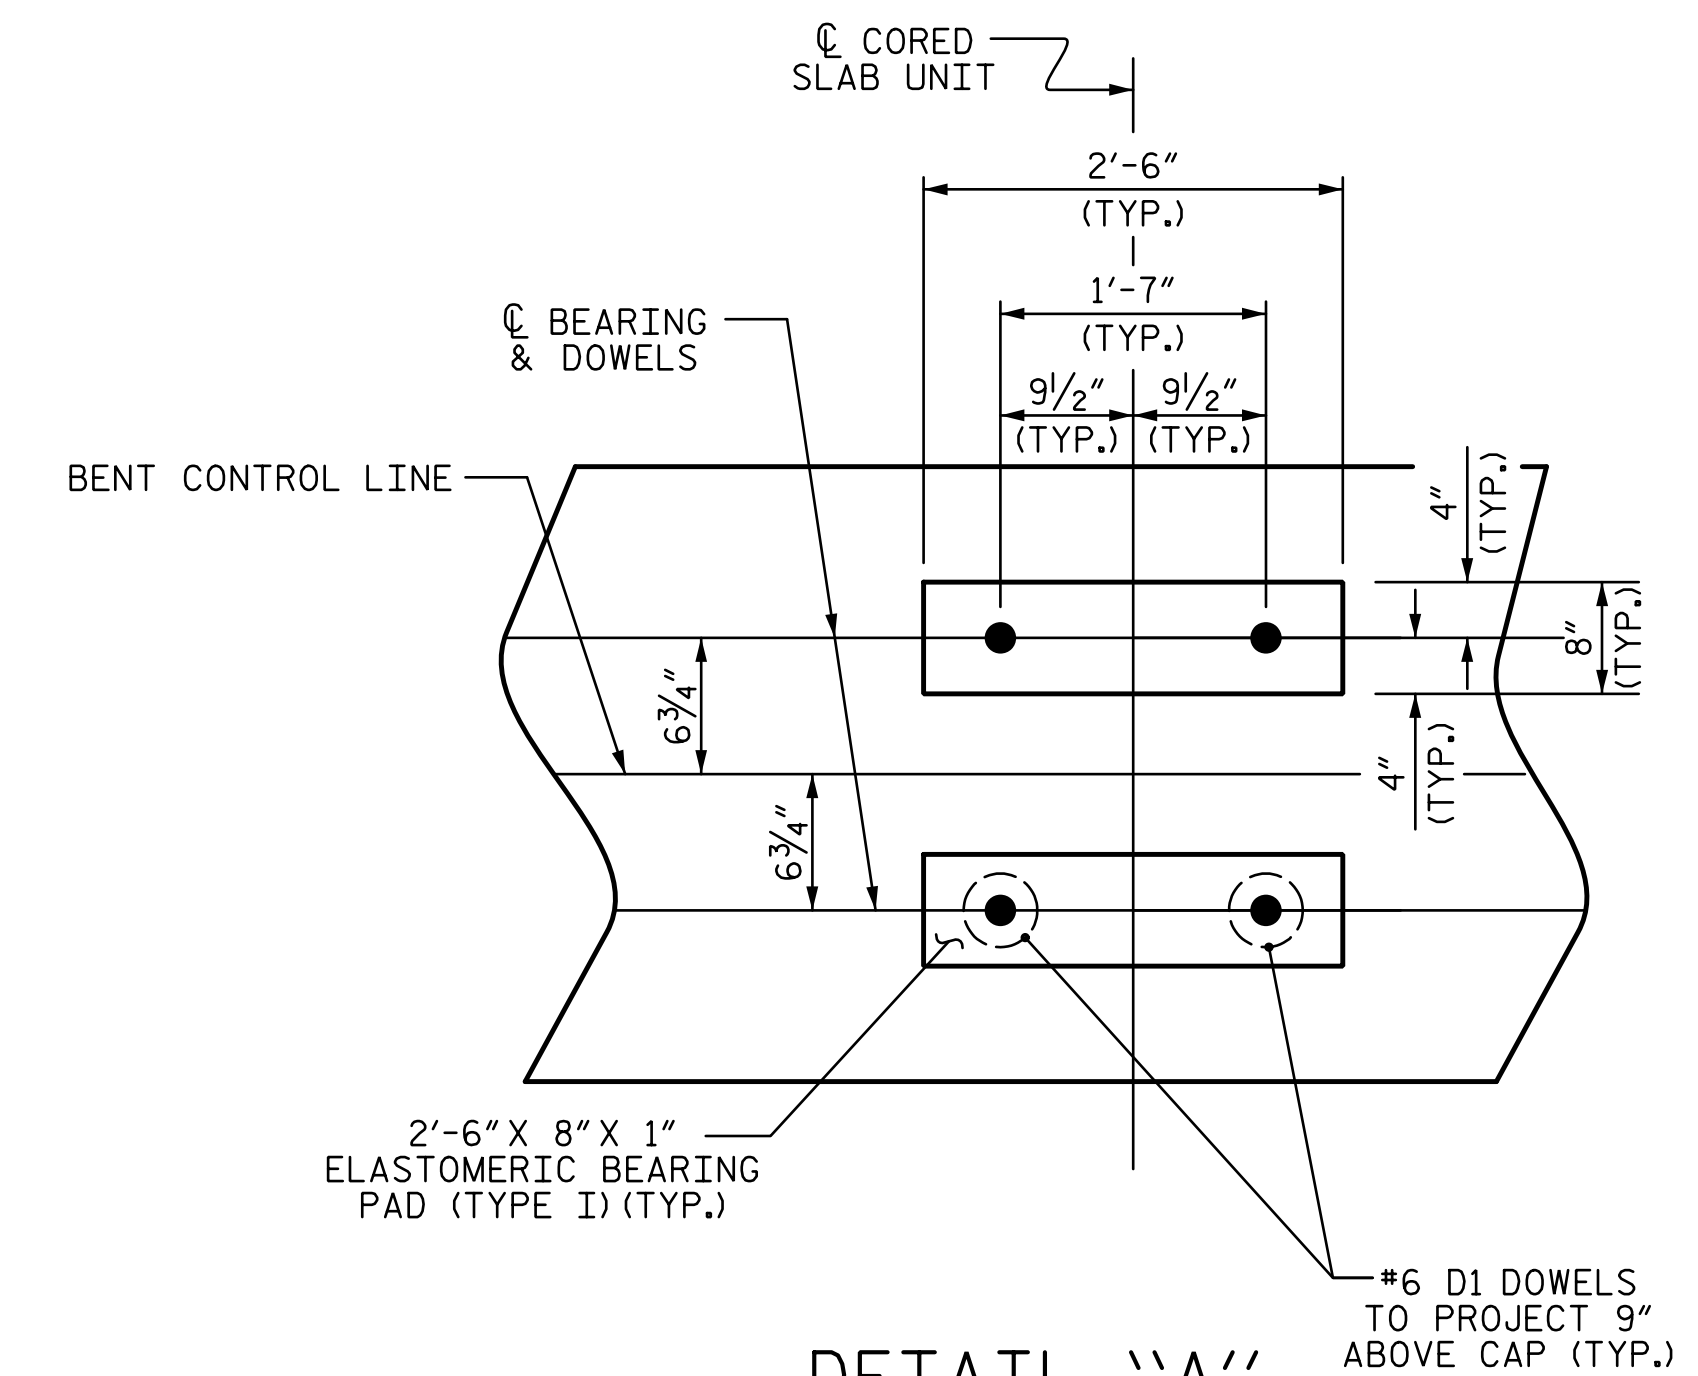 ℄ CORED
SLAB UNIT
2'-6"
(TYP.)
1'-7"
(TYP.)
9½" 9½"
(TYP.) (TYP.)
℄ BEARING
& DOWELS
BENT CONTROL LINE
4"
(TYP.)
8"
(TYP.)
4"
(TYP.)
6¾"
6¾"
2'-6" X 8" X 1"
ELASTOMERIC BEARING
PAD (TYPE I) (TYP.)
#6 D1 DOWELS
TO PROJECT 9"
ABOVE CAP (TYP.)
DETAIL "A"